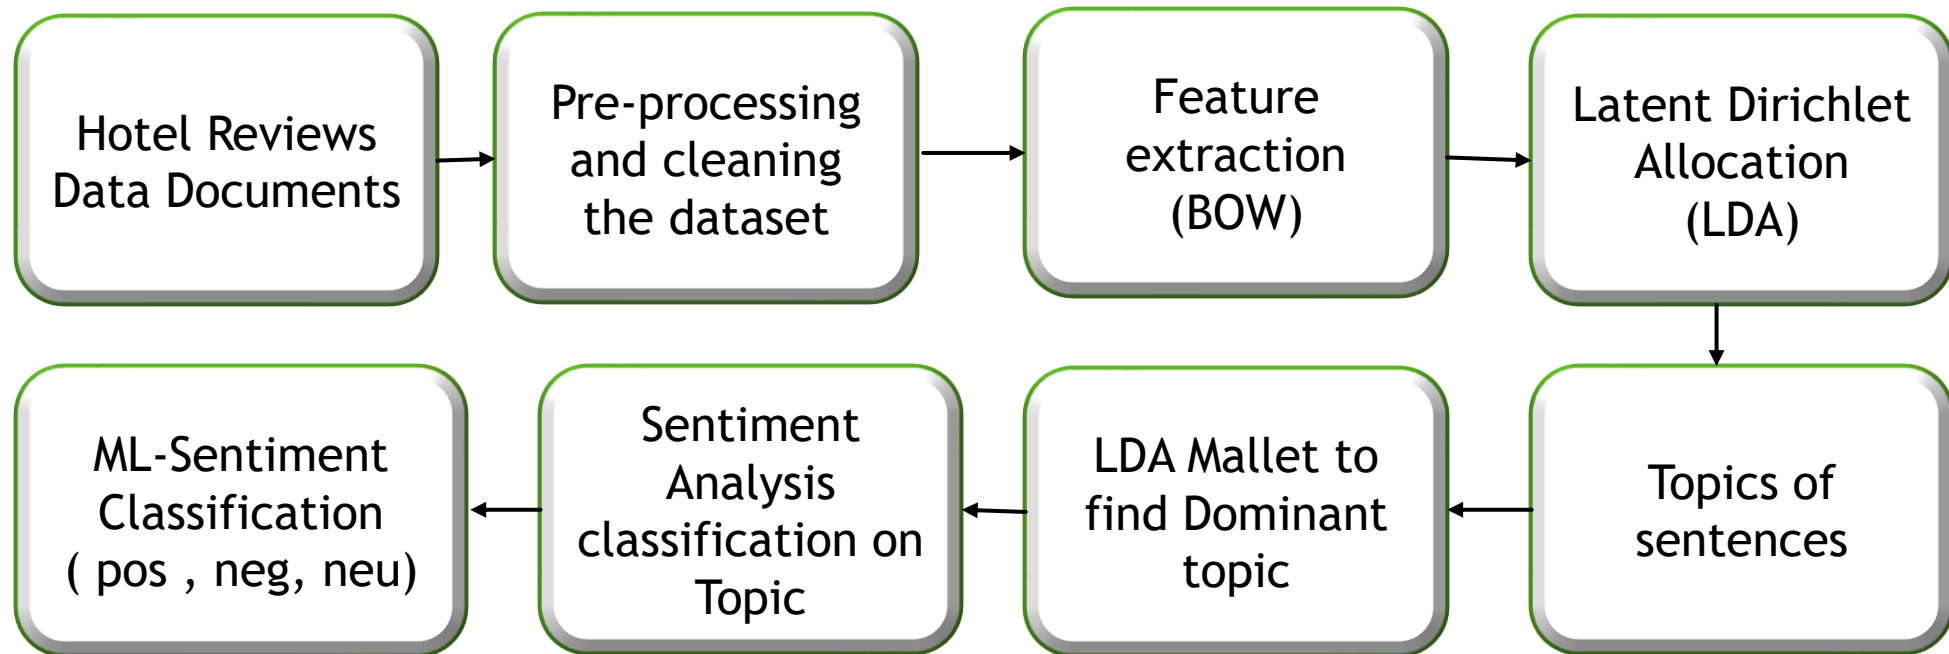 Hotel Reviews
Data Documents
Pre-processing
and cleaning
the dataset
Feature
extraction
(BOW)
Latent Dirichlet
Allocation
(LDA)
Topics of
sentences
LDA Mallet to
find Dominant
topic
Sentiment
Analysis
classification on
Topic
ML-Sentiment
Classification
( pos , neg, neu)